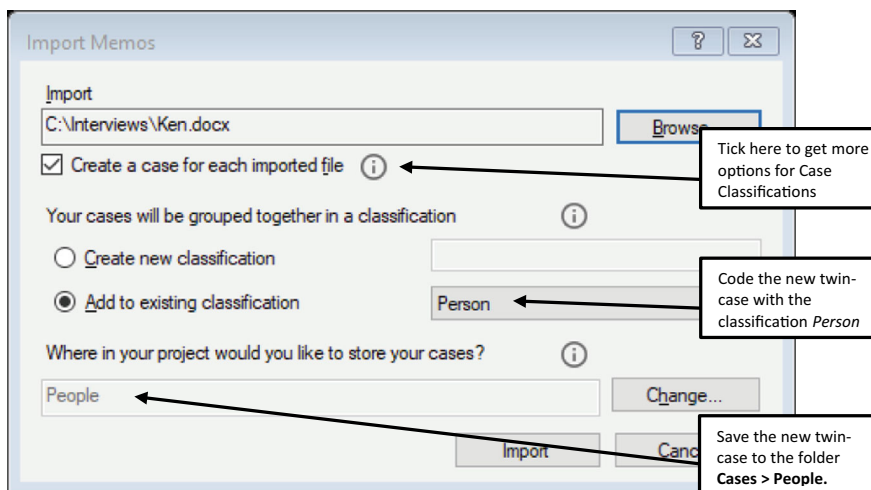 Import Memos
Import
C:\Interviews\Ken.docx
Browse
Create a case for each imported file
Tick here to get more
options for Case
Classifications
Your cases will be grouped together in a classification
Create new classification
Add to existing classification
Person
Code the new twin-
case with the
classification Person
Where in your project would you like to store your cases?
People
Change...
Import
Save the new twin-
case to the folder
Cases > People.